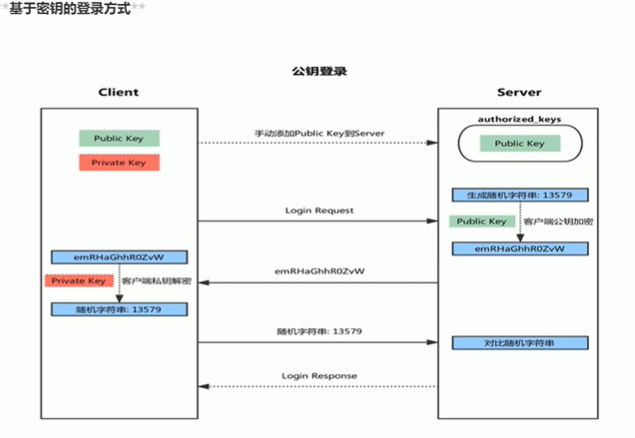 **基于密钥的登录方式**
公钥登录
Client
Server
authorized_keys
Public Key
手动添加Public Key到Server
Public Key
Private Key
生成随机字符串: 13579
Login Request
Public Key
客户端公钥加密
emRHaGhhR0ZvW
emRHaGhhR0ZvW
emRHaGhhR0ZvW
Private Key
客户端私钥解密
随机字符串: 13579
随机字符串: 13579
对比随机字符串
Login Response